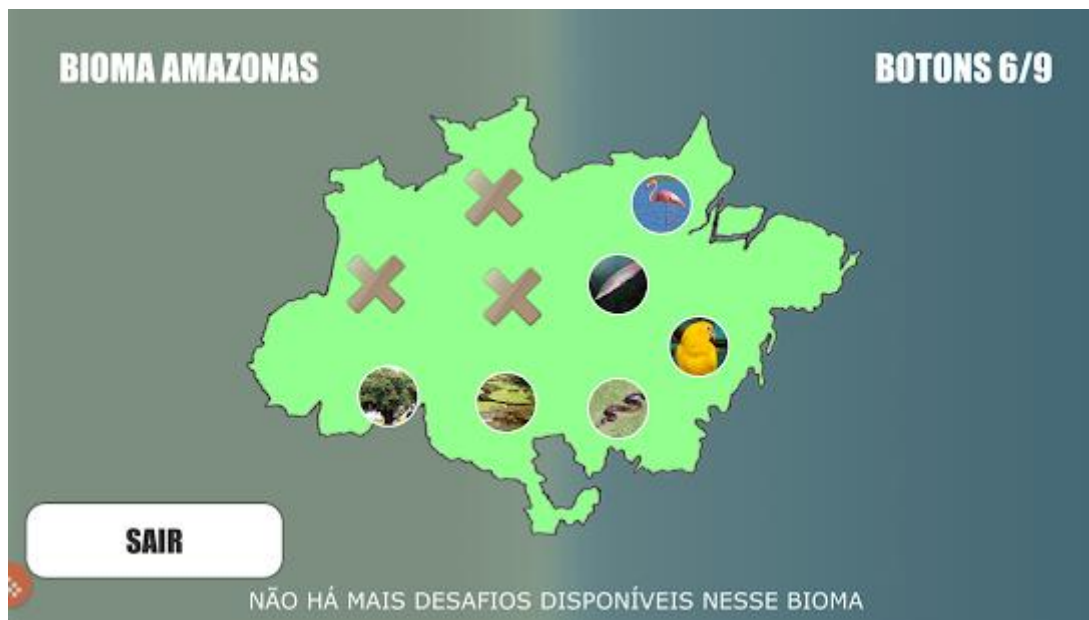 BIOMA AMAZONAS
BOTONS 6/9
SAIR
NÃO HÁ MAIS DESAFIOS DISPONÍVEIS NESSE BIOMA